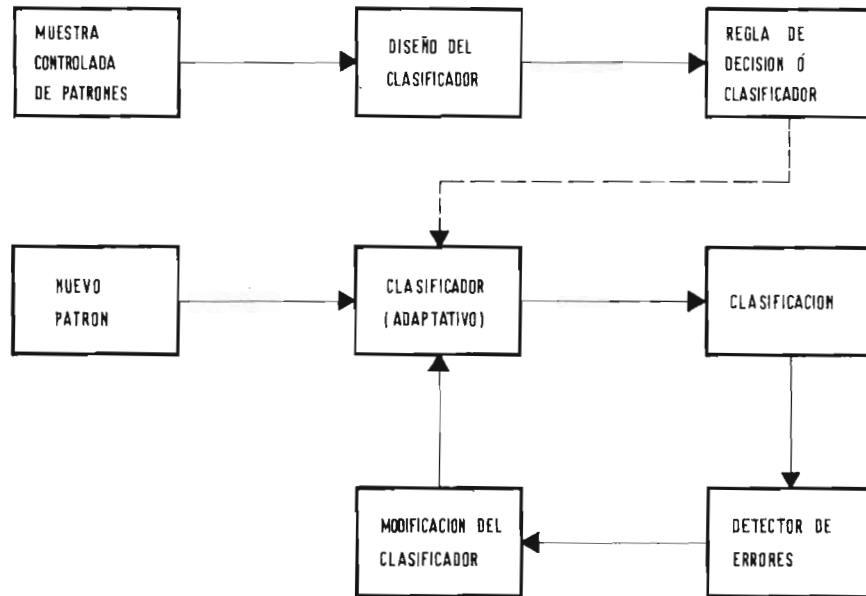 MUESTRA
CONTROLADA
DE PATRONES
DISEÑO DEL
CLASIFICADOR
REGLA DE
DECISION Ó
CLASIFICADOR
NUEVO
PATRON
CLASIFICADOR
(ADAPTATIVO)
CLASIFICACION
MODIFICACION DEL
CLASIFICADOR
DETECTOR DE
ERRORES